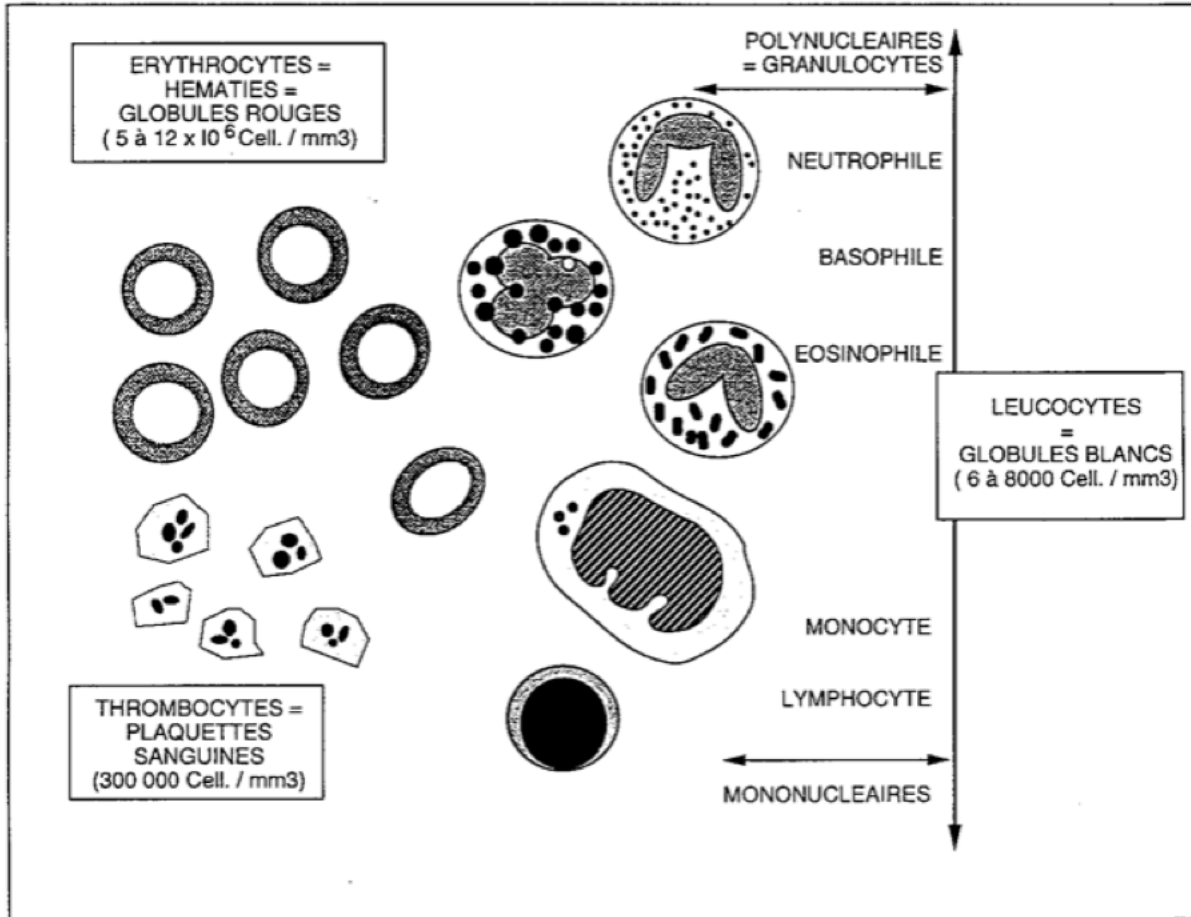 ERYTHROCYTES =
HEMATIES =
GLOBULES ROUGES
( 5 à 12 x I0 6 Cell. / mm3)
POLYNUCLEAIRES
= GRANULOCYTES
NEUTROPHILE
BASOPHILE
EOSINOPHILE
LEUCOCYTES
=
GLOBULES BLANCS
( 6 à 8000 Cell. / mm3)
MONOCYTE
LYMPHOCYTE
MONONUCLEAIRES
THROMBOCYTES =
PLAQUETTES
SANGUINES
(300 000 Cell. / mm3)